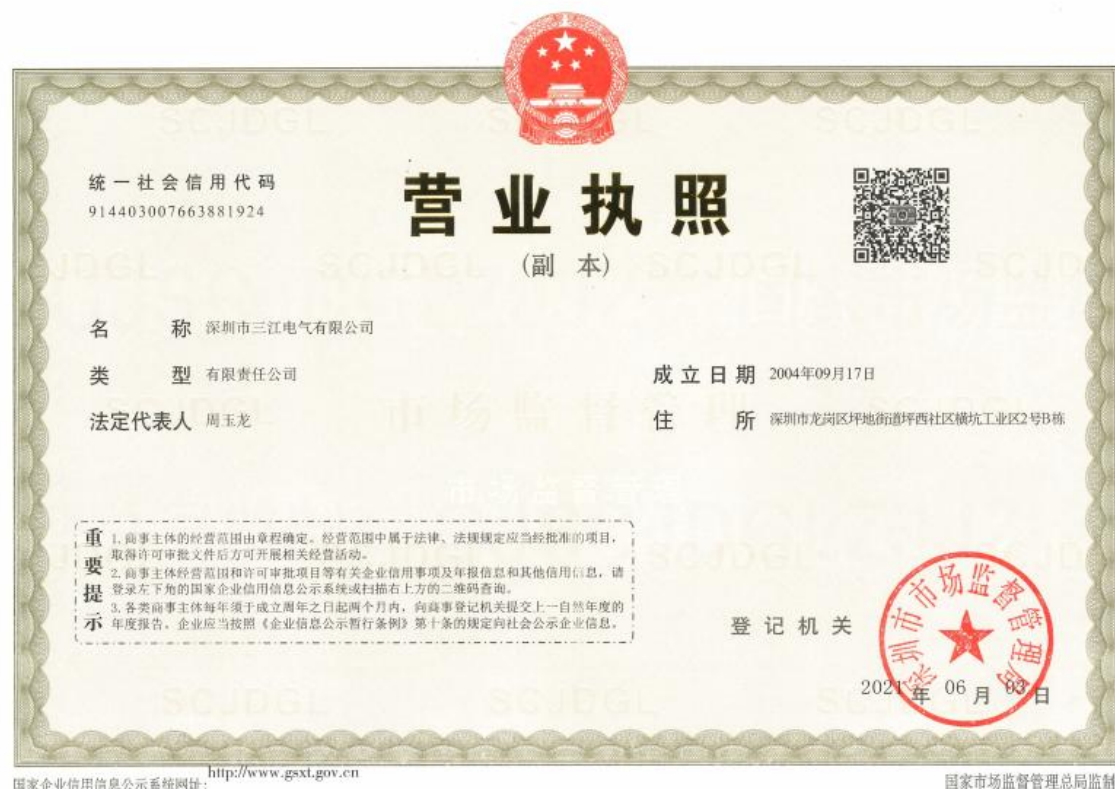 统一社会信用代码
914403007663881924
营业执照
(副 本)
名 称 深圳市三江电气有限公司
类 型 有限责任公司
成立日期 2004年09月17日
法定代表人 周玉龙
住 所 深圳市龙岗区坪地街道坪西社区横坑工业区2号B栋
重要提示
1.商事主体的经营范围由章程确定。经营范围中属于法律、法规规定应当经批准的项目,
取得许可审批文件后方可开展相关经营活动。
2.商事主体经营范围和许可审批项目等有关企业信用事项及年报信息和其他信用信息,请
登录左下角的国家企业信用信息公示系统或扫描右上方的二维码查询。
3.各类商事主体每年须于成立周年之日起两个月内,向商事登记机关提交上一自然年度的
年度报告。企业应当按照《企业信息公示暂行条例》第十条的规定向社会公示企业信息。
登记机关
深圳市市场监督管理局
2021年06月03日
国家企业信用信息公示系统网址:http://www.gsxt.gov.cn
国家市场监督管理总局监制
SCJDGL
市场监督管理